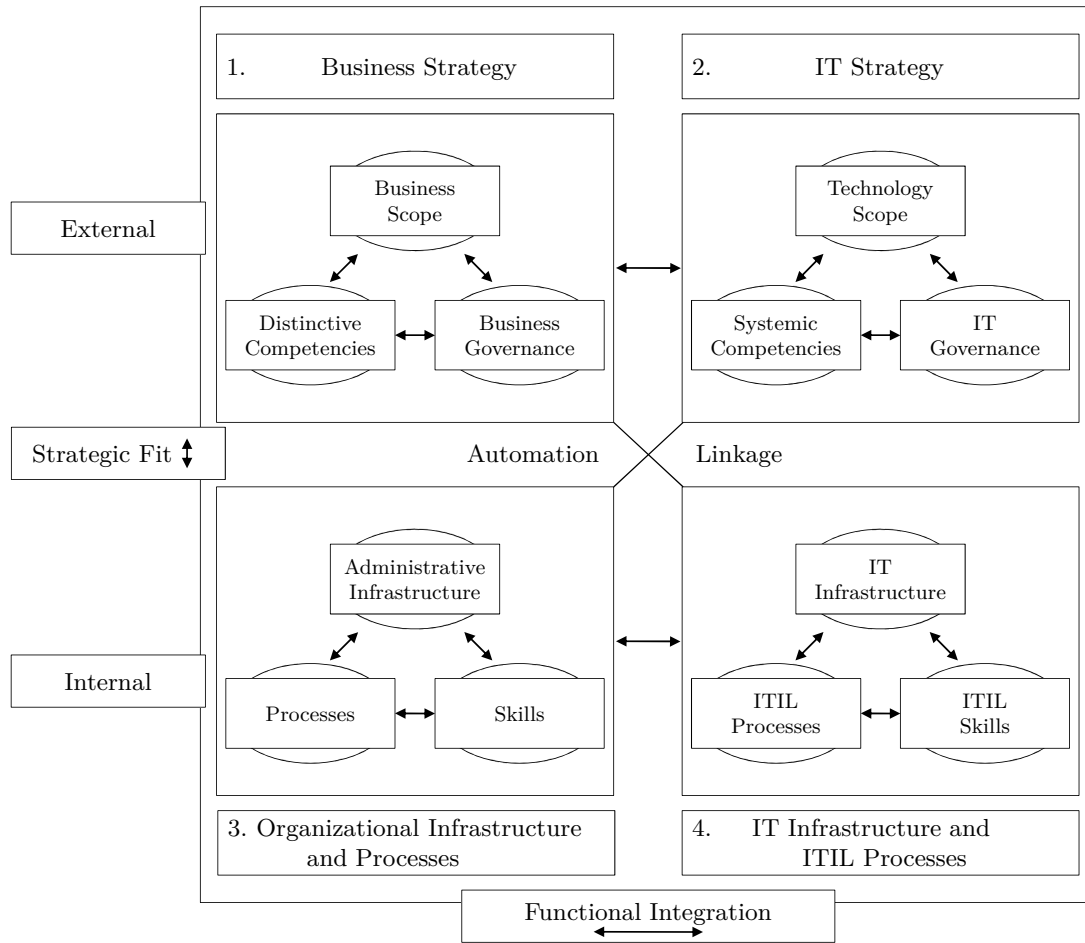 1. Business Strategy
2. IT Strategy
Business
Scope
Technology
Scope
External
Distinctive
Competencies
Business
Governance
Systemic
Competencies
IT
Governance
Strategic Fit
Automation
Linkage
Administrative
Infrastructure
IT
Infrastructure
Internal
Processes
Skills
ITIL
Processes
ITIL
Skills
3. Organizational Infrastructure
and Processes
4. IT Infrastructure and
ITIL Processes
Functional Integration